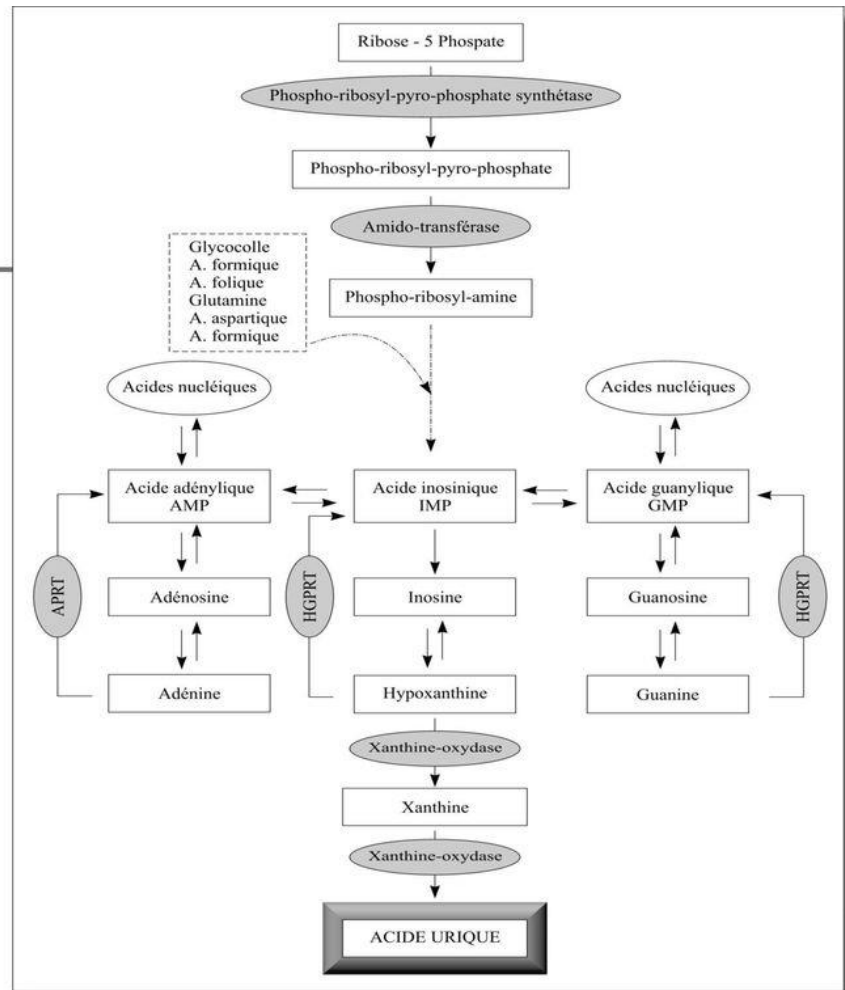 Ribose - 5 Phospate
Phospho-ribosyl-pyro-phosphate synthétase
Phospho-ribosyl-pyro-phosphate
Amido-transférase
Glycocolle
A. formique
A. folique
Glutamine
A. aspartique
A. formique
Phospho-ribosyl-amine
Acides nucléiques
Acides nucléiques
Acide adénylique
AMP
Acide inosinique
IMP
Acide guanylique
GMP
APRT
Adénosine
HGPRT
Inosine
Guanosine
HGPRT
Adénine
Hypoxanthine
Guanine
Xanthine-oxydase
Xanthine
Xanthine-oxydase
ACIDE URIQUE